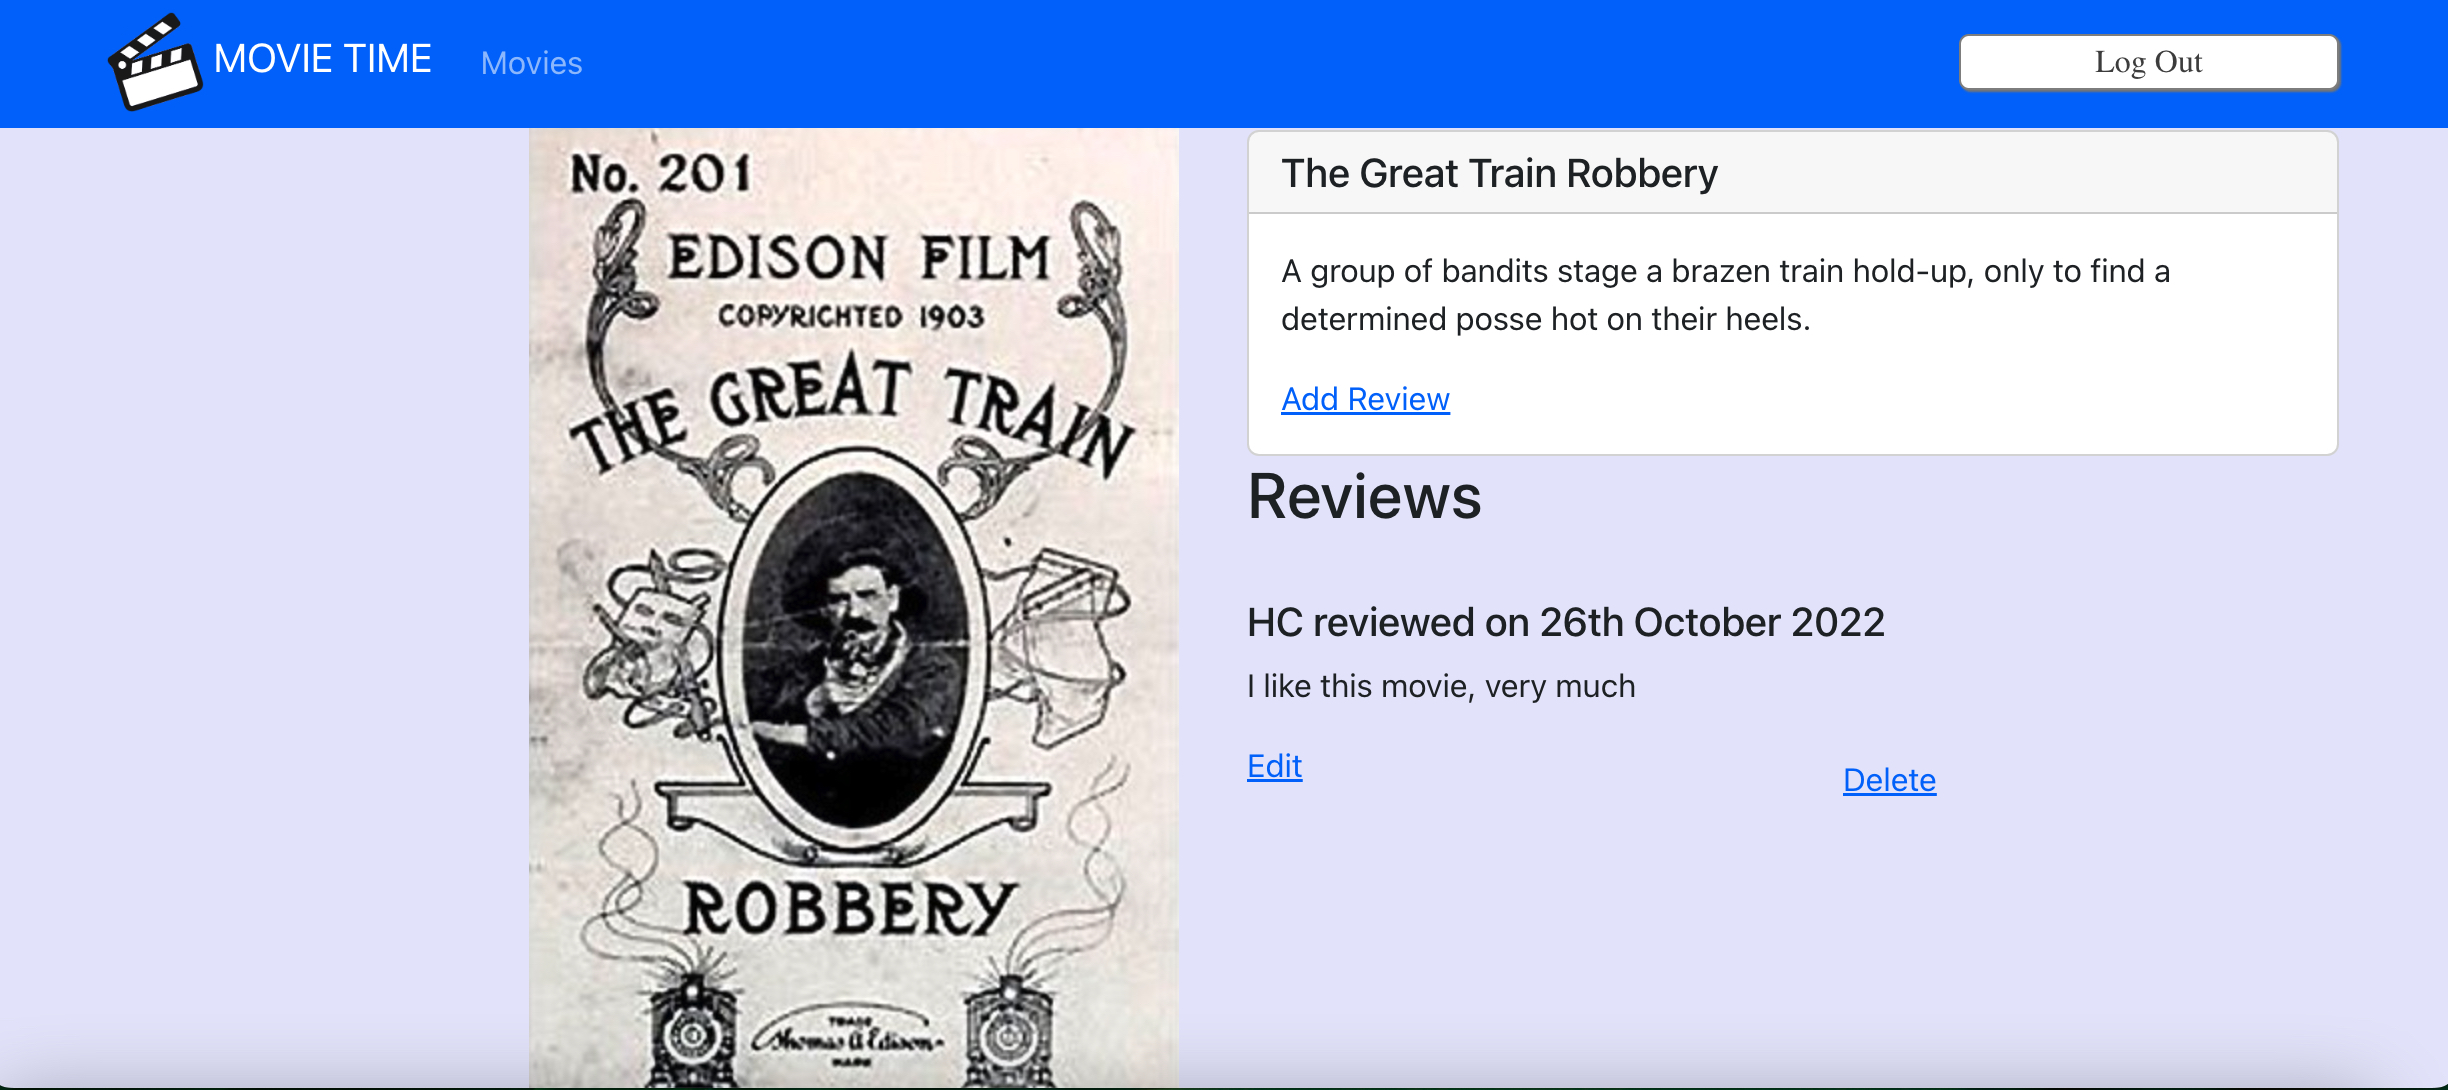 MOVIE TIME
Movies
Log Out
No. 201
EDISON FILM
COPYRIGHTED 1903
THE GREAT TRAIN
ROBBERY
TRADE
Thomas A Edison
MARK
The Great Train Robbery
A group of bandits stage a brazen train hold-up, only to find a
determined posse hot on their heels.
Add Review
Reviews
HC reviewed on 26th October 2022
I like this movie, very much
Edit
Delete